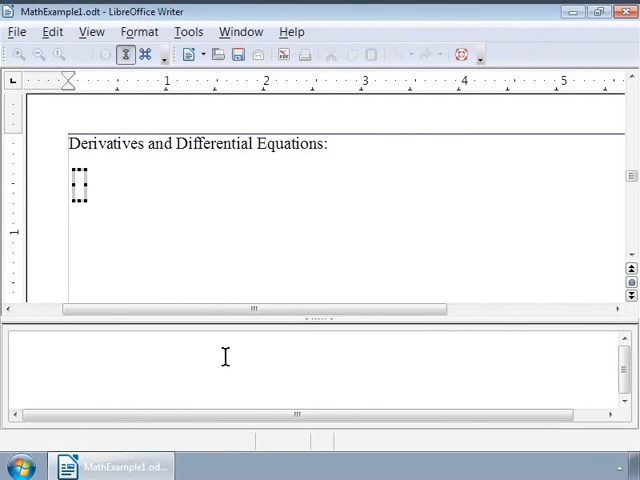 MathExample1.odt - LibreOffice Writer
File Edit View Format Tools Window Help
1 2 3 4 5
Derivatives and Differential Equations:
1
MathExample1.od...